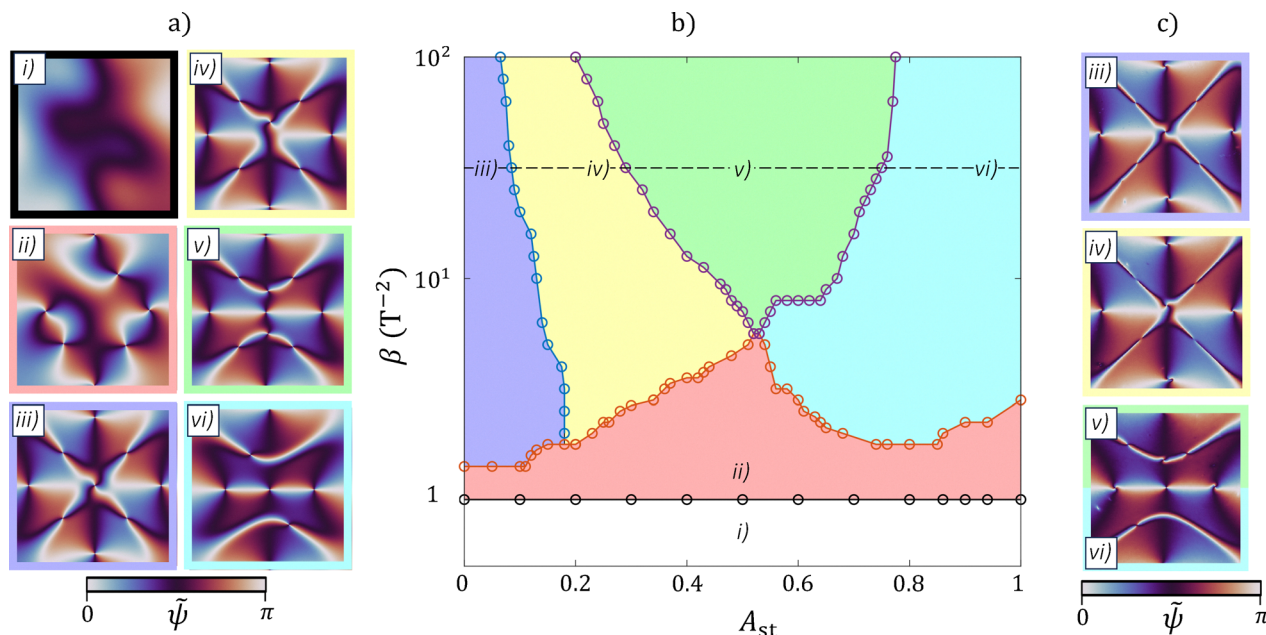 a)
i)
iv)
ii)
v)
iii)
vi)
0
ψ̃
π
b)
β (T⁻²)
10²
10¹
1
iii)
iv)
v)
vi)
ii)
i)
0 0.2 0.4 0.6 0.8 1
A_st
c)
iii)
iv)
v)
vi)
0
ψ̃
π